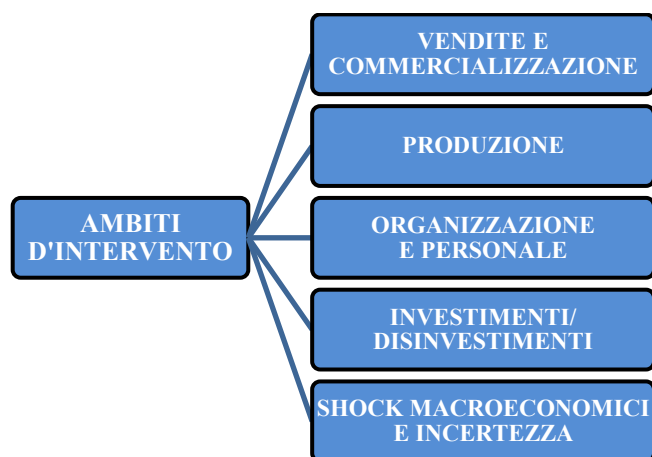 VENDITE E
COMMERCIALIZZAZIONE
PRODUZIONE
AMBITI
D'INTERVENTO
ORGANIZZAZIONE
E PERSONALE
INVESTIMENTI/
DISINVESTIMENTI
SHOCK MACROECONOMICI
E INCERTEZZA